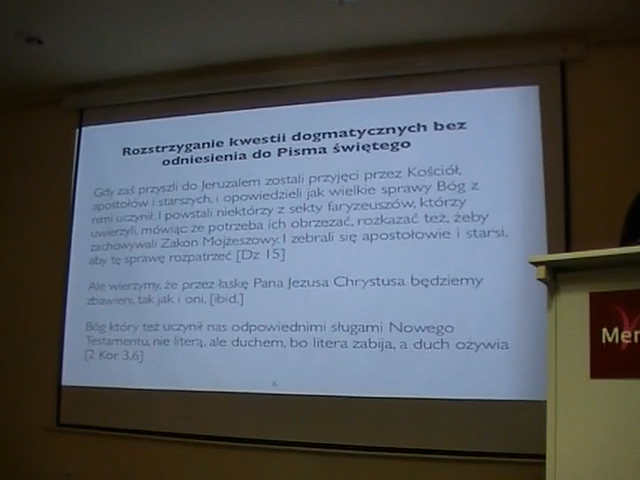 Rozstrzyganie kwestii dogmatycznych bez
odniesienia do Pisma świętego
Gdy zaś przyszli do Jeruzalem zostali przyjęci przez Kościół,
apostołów i starszych, i opowiedzieli jak wielkie sprawy Bóg z
nimi uczynił. I powstali niektórzy z sekty faryzeuszów, którzy
uwierzyli, mówiąc że potrzeba ich obrzezać, rozkazać też, żeby
zachowywali Zakon Mojżeszowy. I zebrali się apostołowie i starsi,
aby tę sprawę rozpatrzeć [Dz 15]
Ale wierzymy, że przez łaskę Pana Jezusa Chrystusa będziemy
zbawieni, tak jak i oni. [ibid.]
Bóg który też uczynił nas odpowiednimi sługami Nowego
Testamentu, nie literą, ale duchem, bo litera zabija, a duch ożywia
[2 Kor 3,6]
Mer